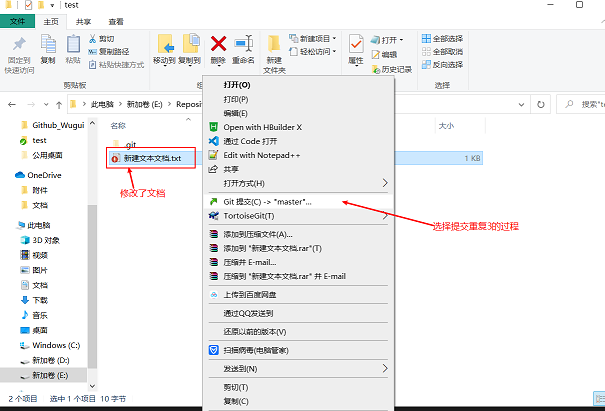 test
文件
主页
共享
查看
固定到
快速访问
复制
粘贴
剪切
复制路径
粘贴快捷方式
剪贴板
移动到
复制到
删除
重命名
新建
文件夹
新建项目
轻松访问
属性
打开
编辑
历史记录
全部选择
全部取消
反向选择
选择
此电脑
新加卷 (E:)
Reposit
名称
大小
Github_Wugui
test
公用桌面
OneDrive
附件
文档
此电脑
3D 对象
视频
图片
文档
下载
音乐
桌面
Windows (C:)
新加卷 (D:)
新加卷 (E:)
.git
新建文本文档.txt
1 KB
修改了文档
打开(O)
打印(P)
编辑(E)
Open with HBuilder X
通过 Code 打开
Edit with Notepad++
共享
打开方式(H)
Git 提交(C) -> "master"...
TortoiseGit(T)
添加到压缩文件(A)...
添加到 "新建文本文档.rar"(T)
压缩并 E-mail...
压缩到 "新建文本文档.rar" 并 E-mail
上传到百度网盘
通过QQ发送到
还原以前的版本(V)
扫描病毒(电脑管家)
发送到(N)
剪切(T)
复制(C)
选择提交重复3的过程
2 个项目
选中 1 个项目 10 字节